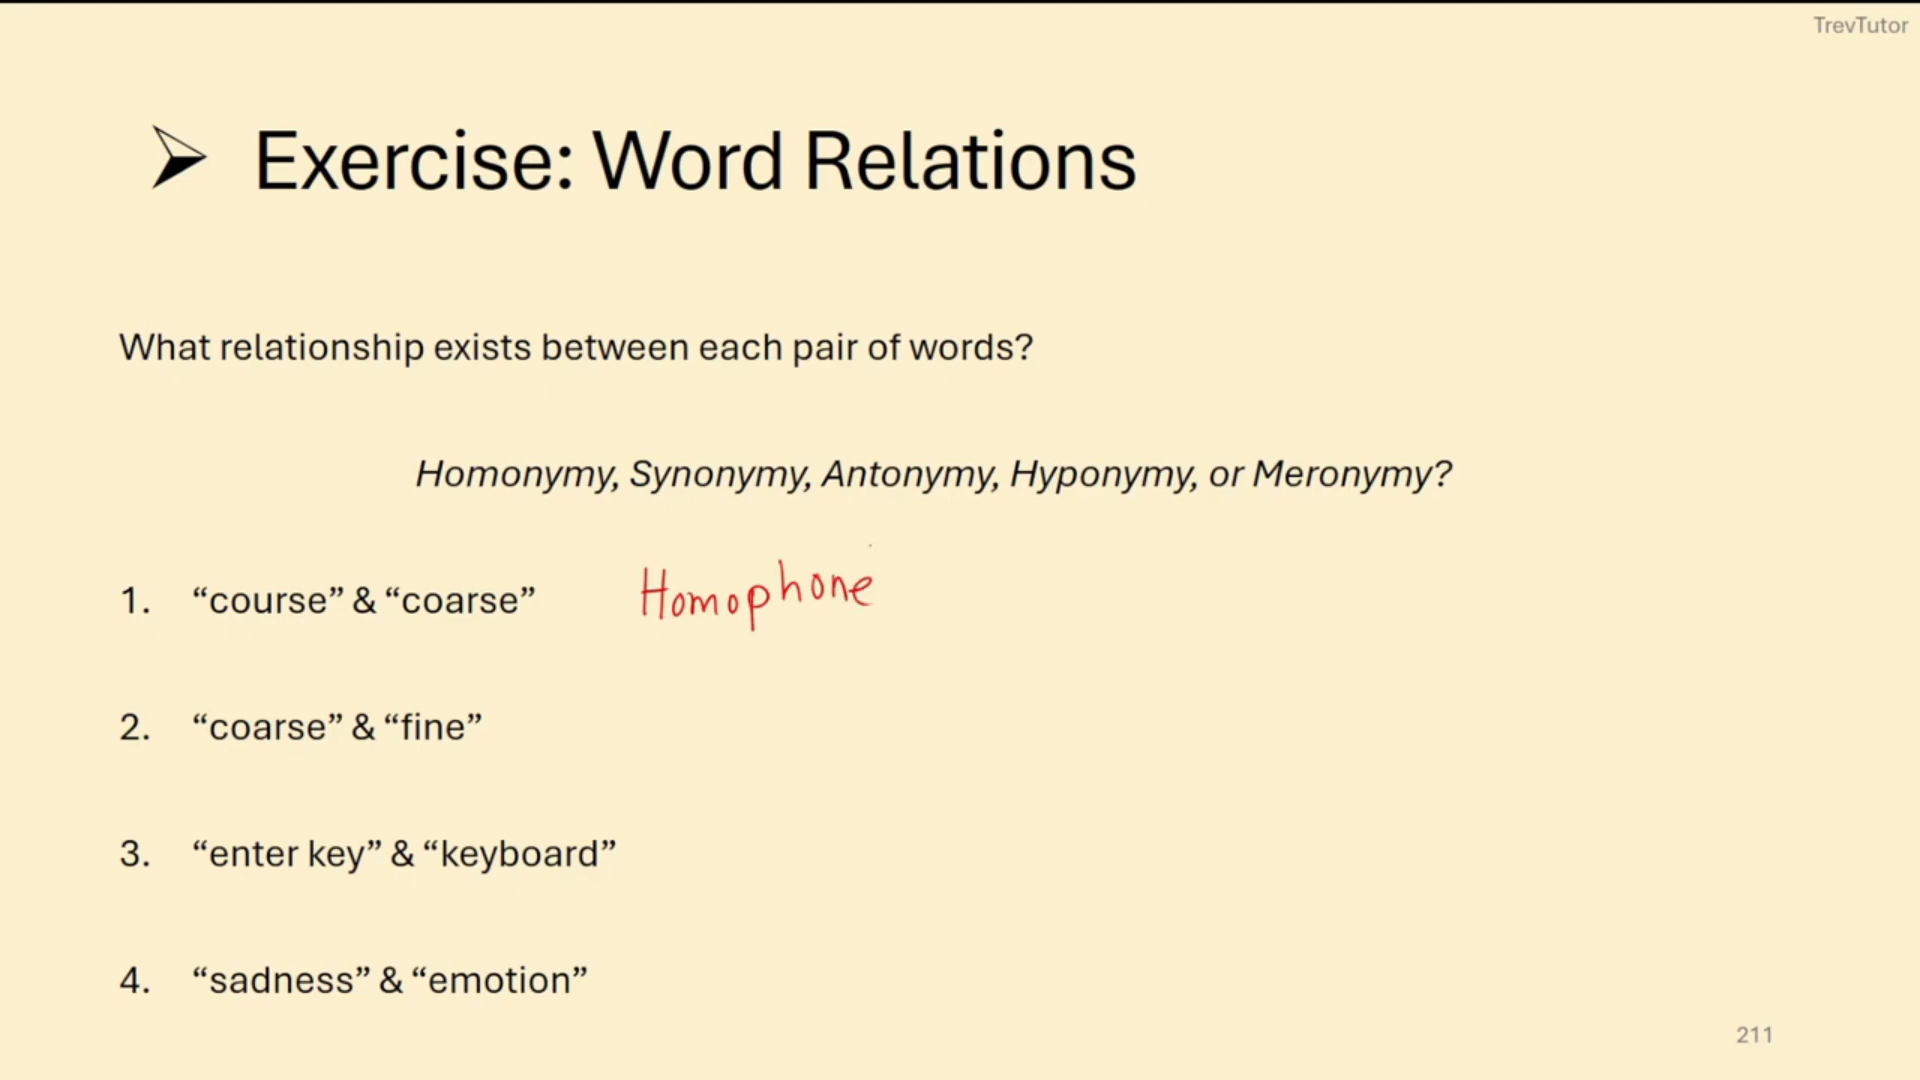 TrevTutor
➢ Exercise: Word Relations
What relationship exists between each pair of words?
Homonymy, Synonymy, Antonymy, Hyponymy, or Meronymy?
1. “course” & “coarse” Homophone
2. “coarse” & “fine”
3. “enter key” & “keyboard”
4. “sadness” & “emotion”
211